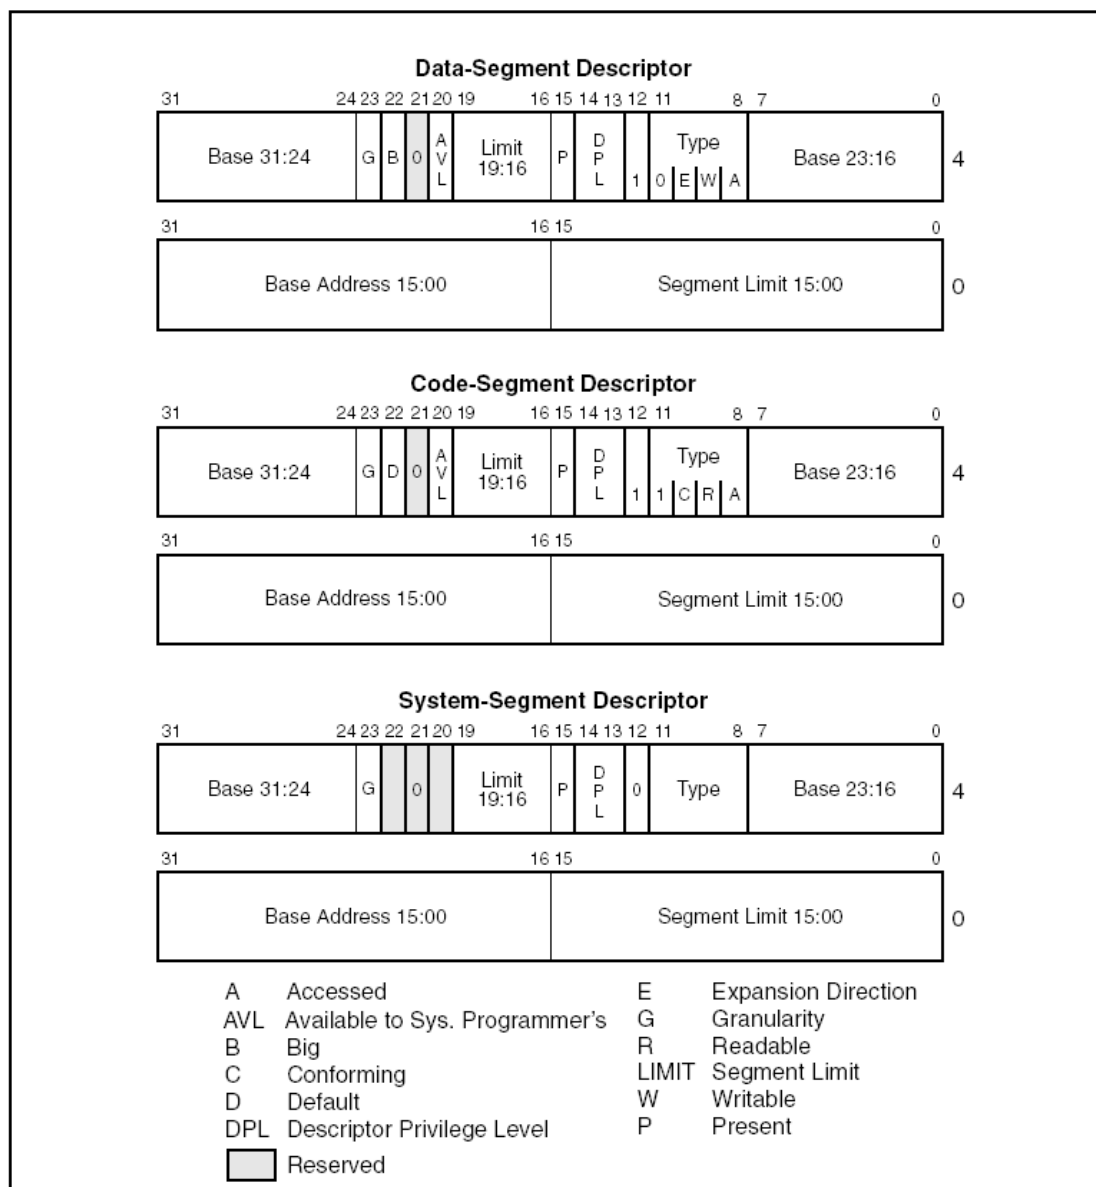 Data-Segment Descriptor
31 24 23 22 21 20 19 16 15 14 13 12 11 8 7 0
Base 31:24 G B 0 AVL Limit 19:16 P DPL 1 Type 0 E W A Base 23:16 4
31 16 15 0
Base Address 15:00 Segment Limit 15:00 0
Code-Segment Descriptor
31 24 23 22 21 20 19 16 15 14 13 12 11 8 7 0
Base 31:24 G D 0 AVL Limit 19:16 P DPL 1 Type 1 C R A Base 23:16 4
31 16 15 0
Base Address 15:00 Segment Limit 15:00 0
System-Segment Descriptor
31 24 23 22 21 20 19 16 15 14 13 12 11 8 7 0
Base 31:24 G 0 Limit 19:16 P DPL 0 Type Base 23:16 4
31 16 15 0
Base Address 15:00 Segment Limit 15:00 0
A Accessed
AVL Available to Sys. Programmer's
B Big
C Conforming
D Default
DPL Descriptor Privilege Level
Reserved
E Expansion Direction
G Granularity
R Readable
LIMIT Segment Limit
W Writable
P Present